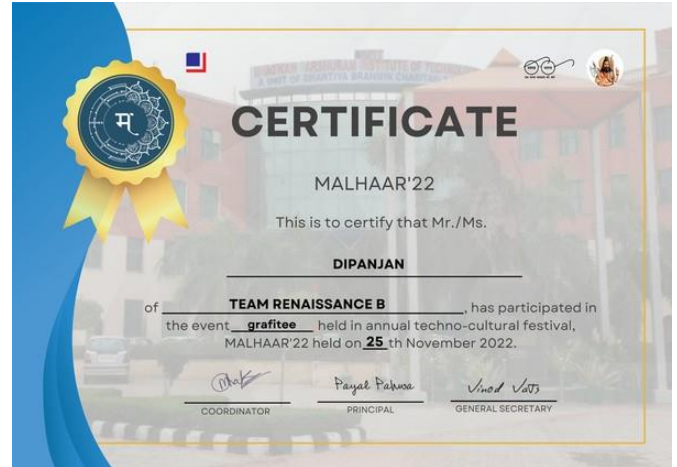 म
CERTIFICATE
MALHAAR'22
This is to certify that Mr./Ms.
DIPANJAN
of TEAM RENAISSANCE B, has participated in
the event grafitee held in annual techno-cultural festival,
MALHAAR'22 held on 25 th November 2022.
Payal Pahwa
Vinod Vats
COORDINATOR
PRINCIPAL
GENERAL SECRETARY